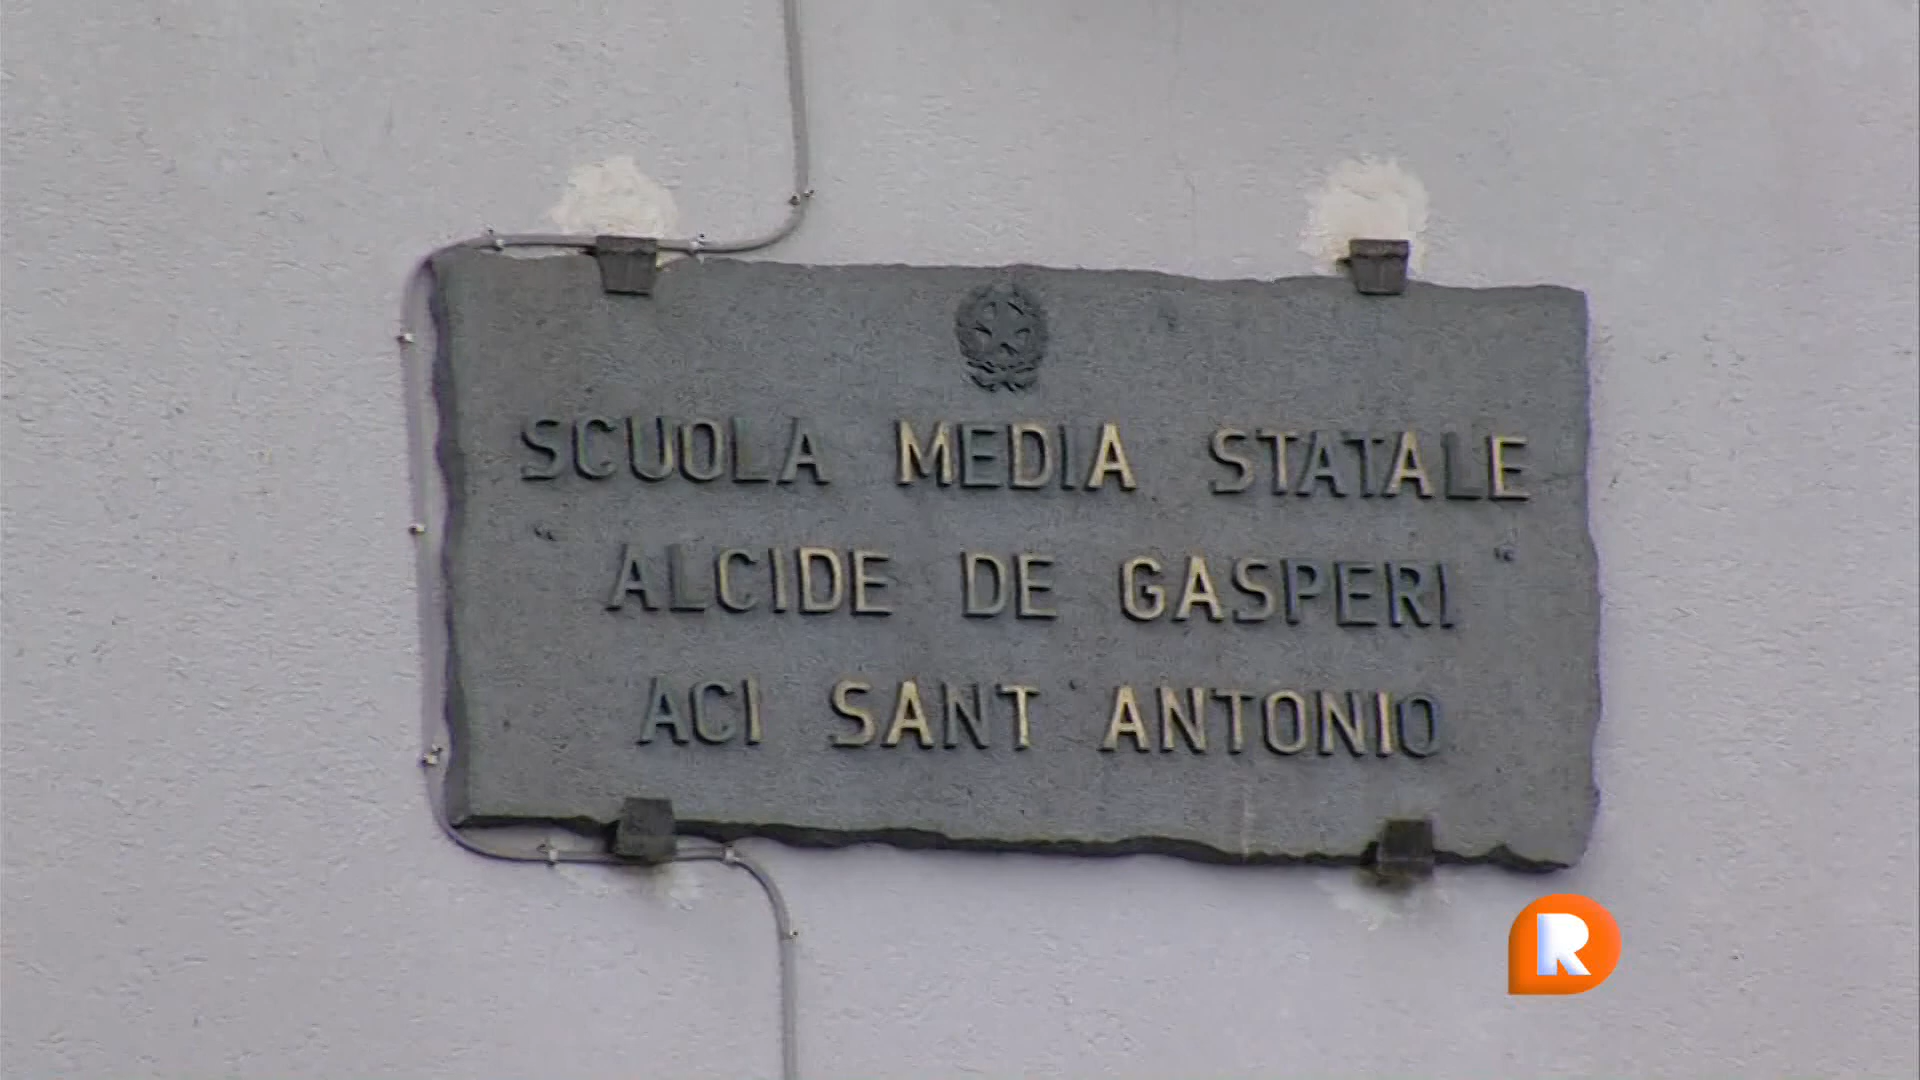 SCUOLA MEDIA STATALE
" ALCIDE DE GASPERI "
ACI SANT'ANTONIO
R